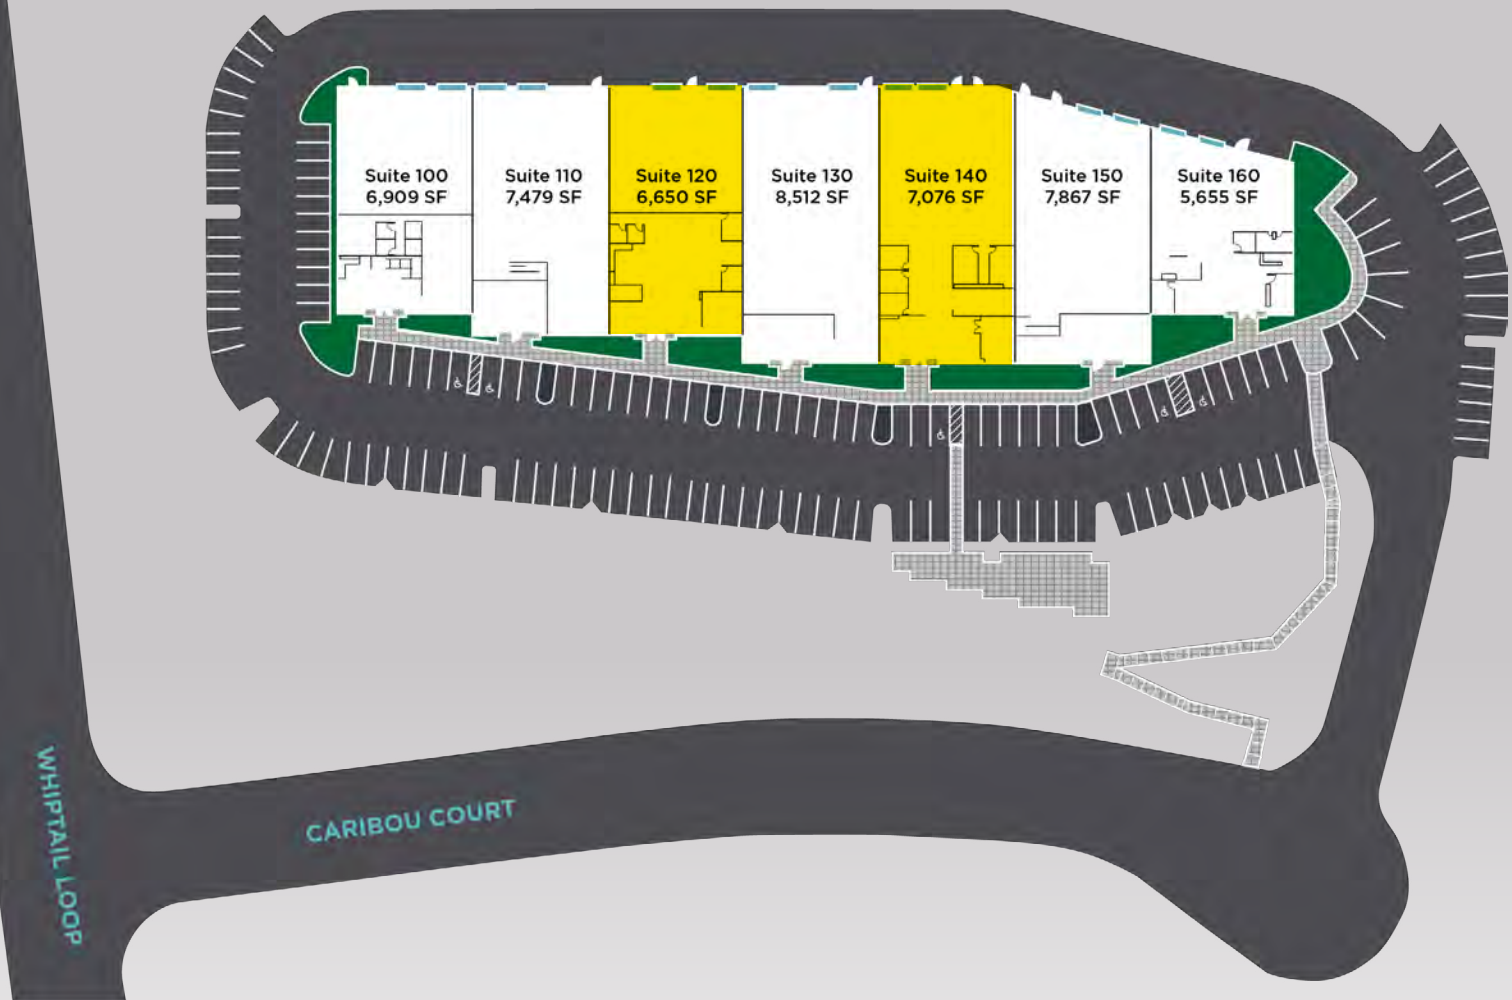 Suite 100
6,909 SF
Suite 110
7,479 SF
Suite 120
6,650 SF
Suite 130
8,512 SF
Suite 140
7,076 SF
Suite 150
7,867 SF
Suite 160
5,655 SF
WHIPTAIL LOOP
CARIBOU COURT